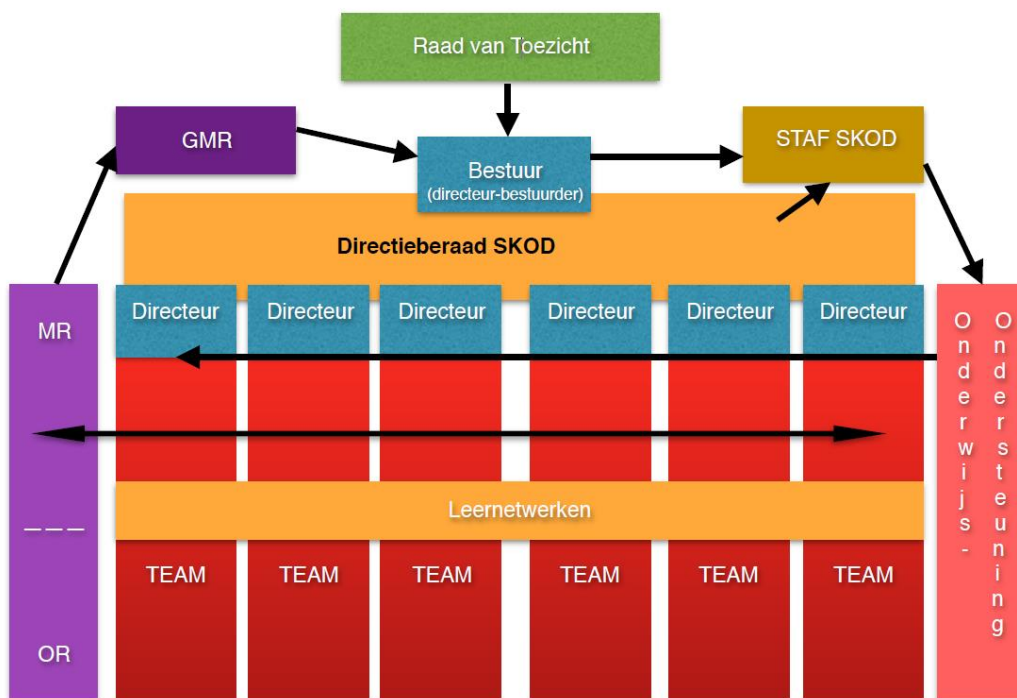 Raad van Toezicht
GMR
STAF SKOD
Bestuur
(directeur-bestuurder)
Directieberaad SKOD
MR
Directeur
Directeur
Directeur
Directeur
Directeur
Directeur
Onderwijs-
Ondersteuning
Leernetwerken
_ _ _
TEAM
TEAM
TEAM
TEAM
TEAM
TEAM
OR